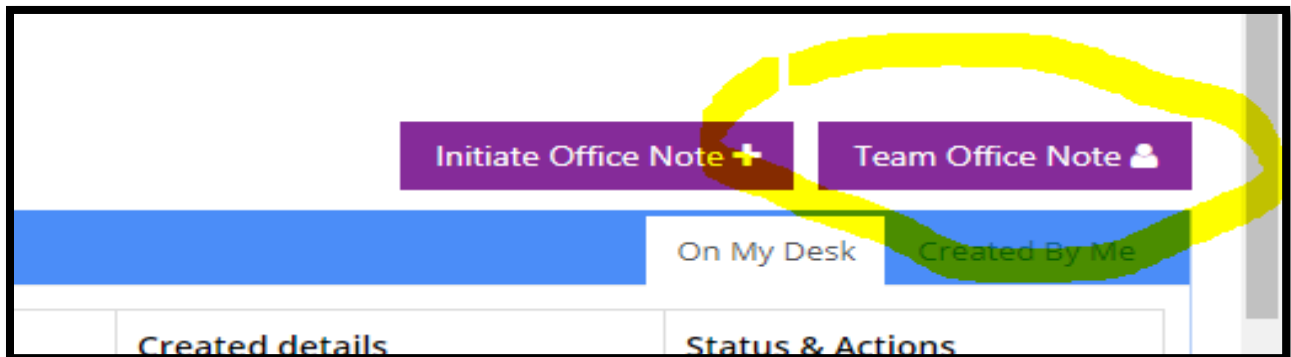 Initiate Office Note Team Office Note
On My Desk Created By Me
Created details Status & Actions